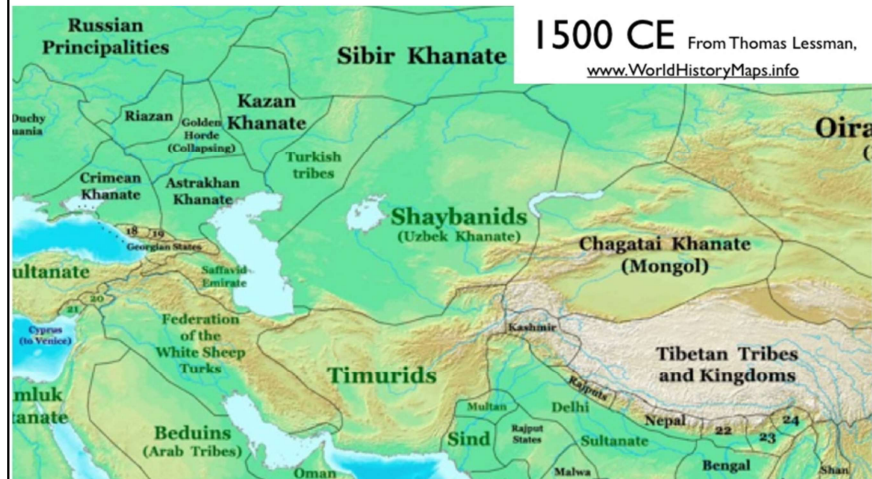 1500 CE From Thomas Lessman,
www.WorldHistoryMaps.info
Russian
Principalities
Sibir Khanate
Oira
(
Duchy
uania
Riazan
Golden
Horde
(Collapsing)
Kazan
Khanate
Turkish
tribes
Crimean
Khanate
Astrakhan
Khanate
Shaybanids
(Uzbek Khanate)
Chagatai Khanate
(Mongol)
18
19
Georgian States
ultanate
Saffavid
Emirate
20
21
Cyprus
(to Venice)
Federation
of the
White Sheep
Turks
Kashmir
Timurids
Tibetan Tribes
and Kingdoms
mluk
anate
Beduins
(Arab Tribes)
Oman
Multan
Sind
Rajput
States
Rajputs
Delhi
Sultanate
Malwa
Nepal
22
23
24
Bengal
Shan